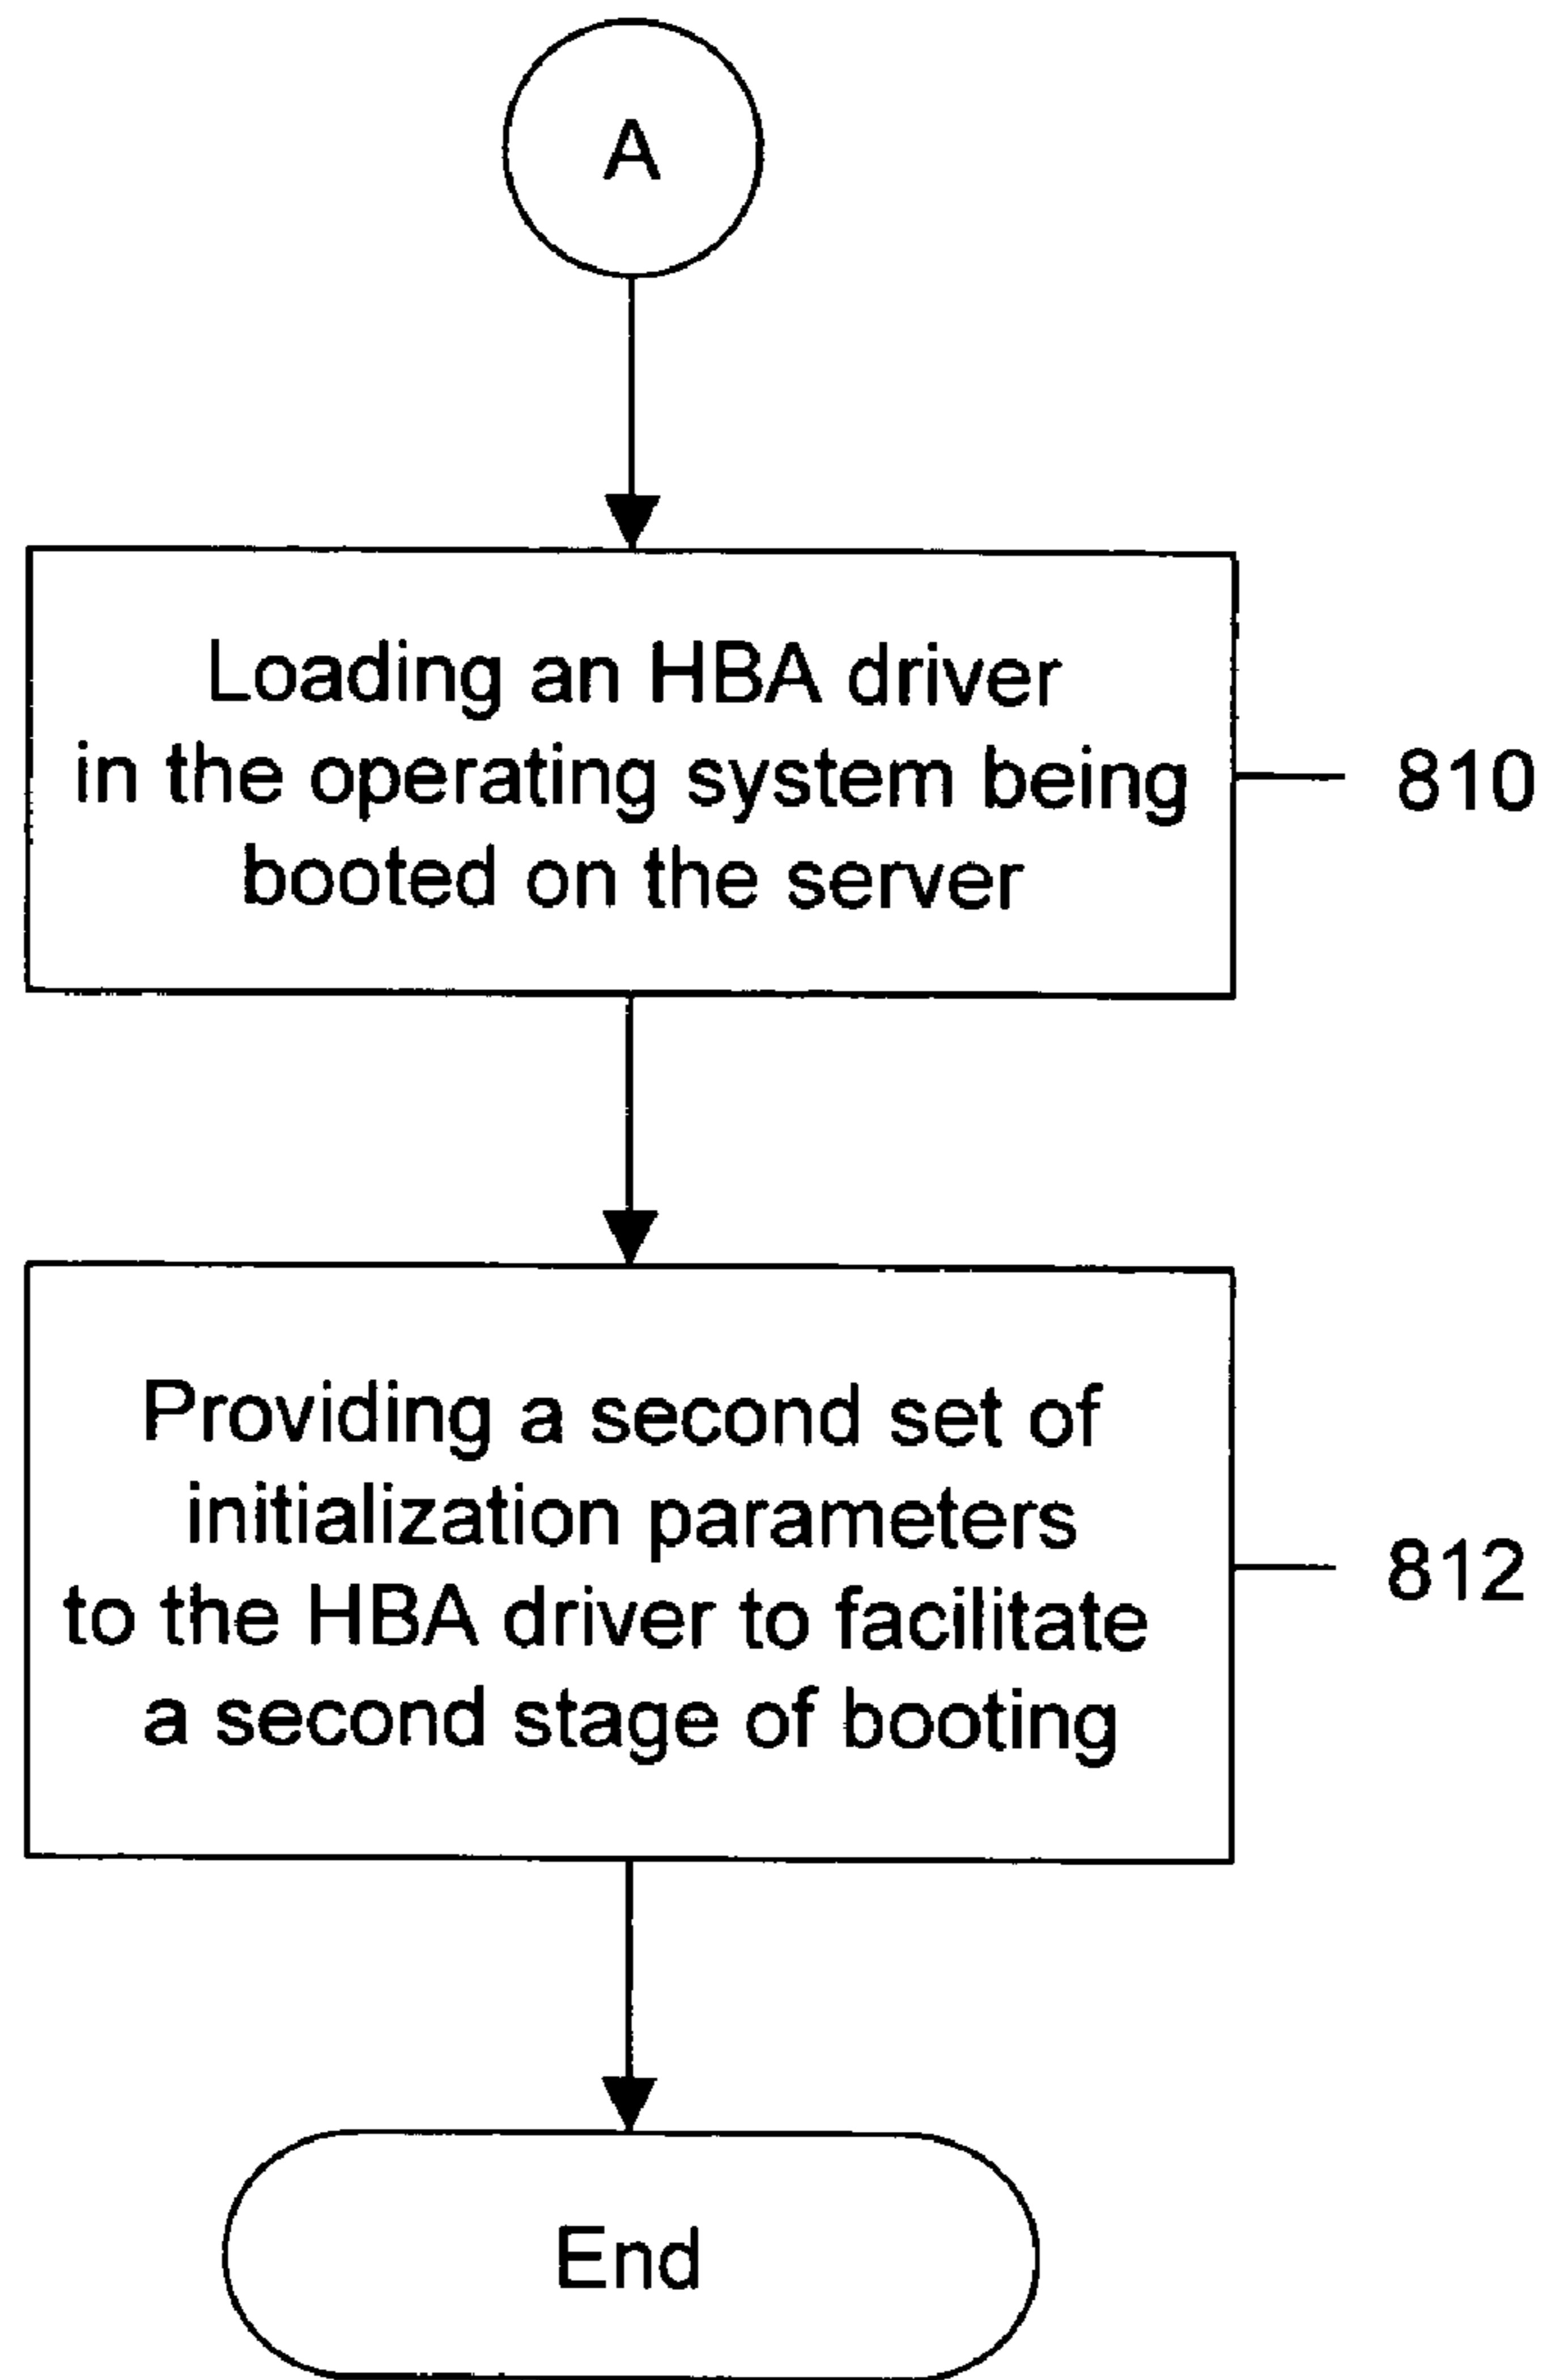 A
Loading an HBA driver
in the operating system being
booted on the server
810
Providing a second set of
initialization parameters
to the HBA driver to facilitate
a second stage of booting
812
End